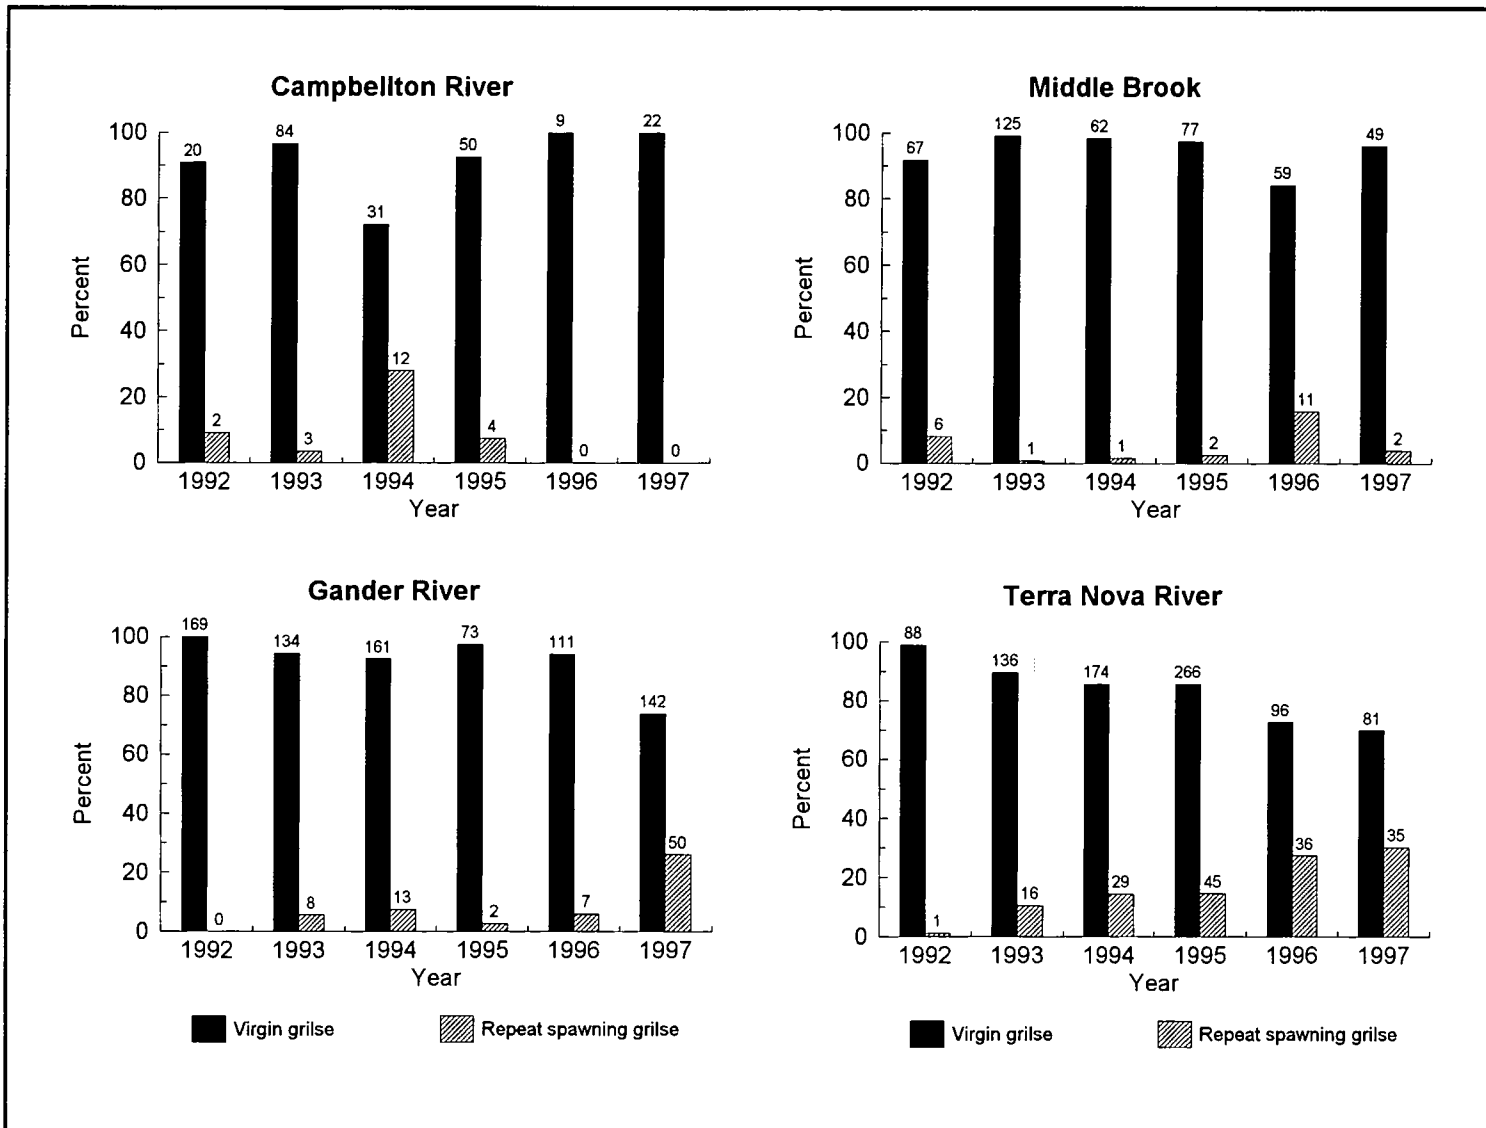 Campbellton River
20 84 31 50 9 22
2 3 12 4 0 0
100
80
60
40
20
0
Percent
1992 1993 1994 1995 1996 1997
Year
Middle Brook
67 125 62 77 59 49
6 1 1 2 11 2
100
80
60
40
20
0
Percent
1992 1993 1994 1995 1996 1997
Year
Gander River
169 134 161 73 111 142
0 8 13 2 7 50
100
80
60
40
20
0
Percent
1992 1993 1994 1995 1996 1997
Year
Virgin grilse
Repeat spawning grilse
Terra Nova River
88 136 174 266 96 81
1 16 29 45 36 35
100
80
60
40
20
0
Percent
1992 1993 1994 1995 1996 1997
Year
Virgin grilse
Repeat spawning grilse